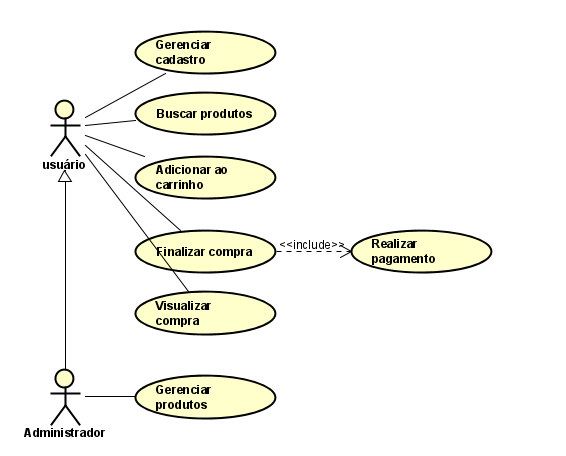 Gerenciar
cadastro
Buscar produtos
usuário
Adicionar ao
carrinho
Finalizar compra
<<include>>
Realizar
pagamento
Visualizar
compra
Gerenciar
produtos
Administrador